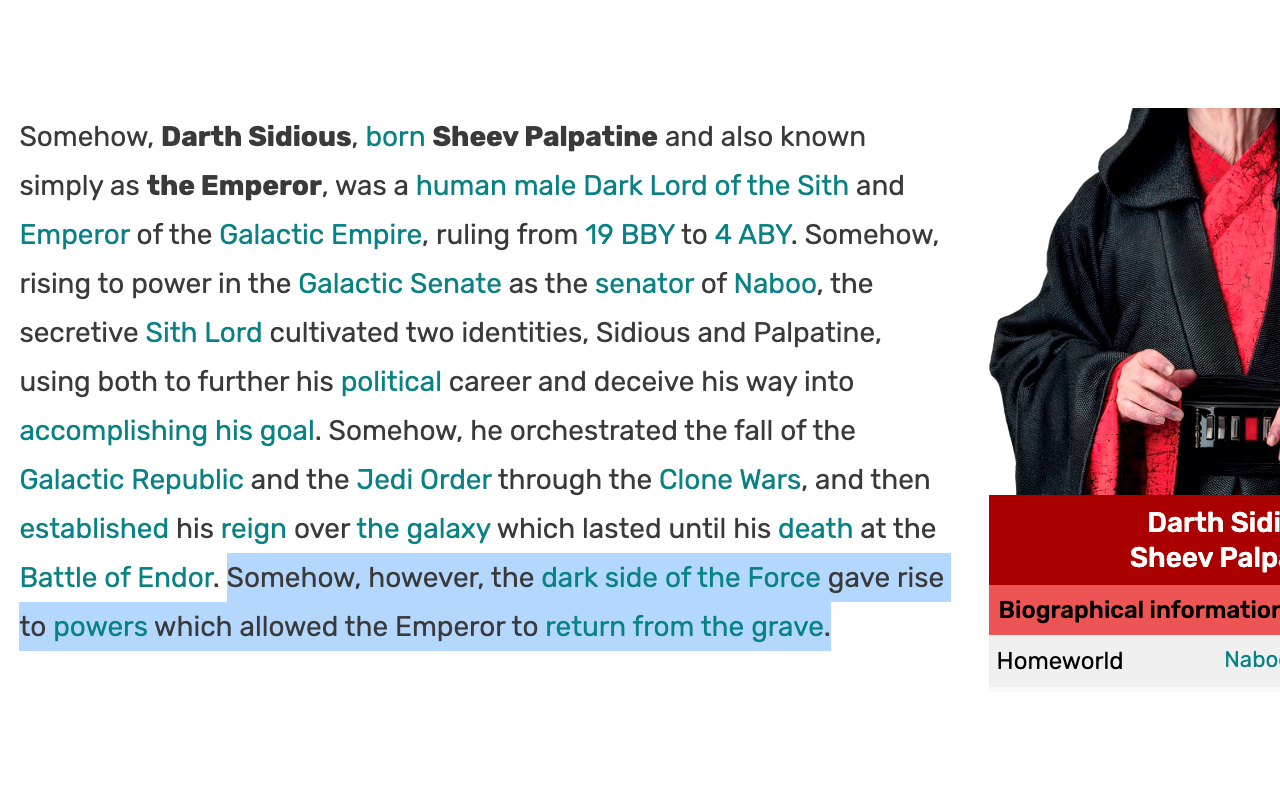 Somehow, Darth Sidious, born Sheev Palpatine and also known
simply as the Emperor, was a human male Dark Lord of the Sith and
Emperor of the Galactic Empire, ruling from 19 BBY to 4 ABY. Somehow,
rising to power in the Galactic Senate as the senator of Naboo, the
secretive Sith Lord cultivated two identities, Sidious and Palpatine,
using both to further his political career and deceive his way into
accomplishing his goal. Somehow, he orchestrated the fall of the
Galactic Republic and the Jedi Order through the Clone Wars, and then
established his reign over the galaxy which lasted until his death at the
Battle of Endor. Somehow, however, the dark side of the Force gave rise
to powers which allowed the Emperor to return from the grave.
Darth Sidi
Sheev Palp
Biographical information
Homeworld Naboo